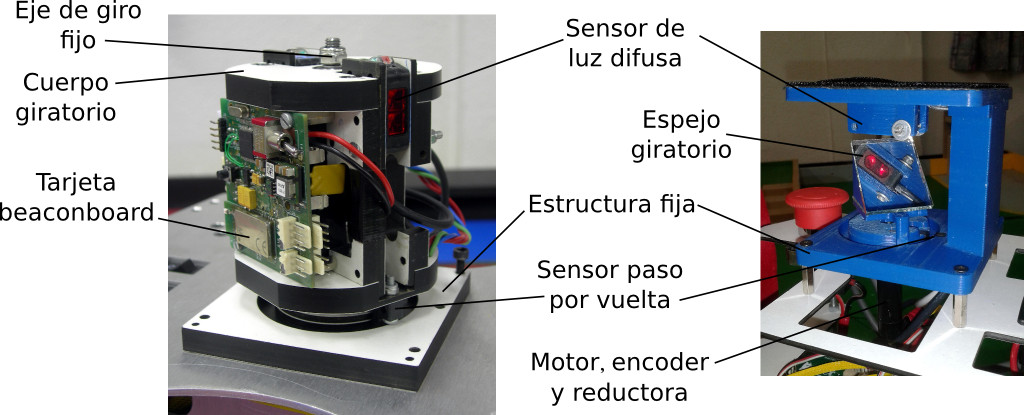 Eje de giro
fijo
Cuerpo
giratorio
Tarjeta
beaconboard
Sensor de
luz difusa
Espejo
giratorio
Estructura fija
Sensor paso
por vuelta
Motor, encoder
y reductora